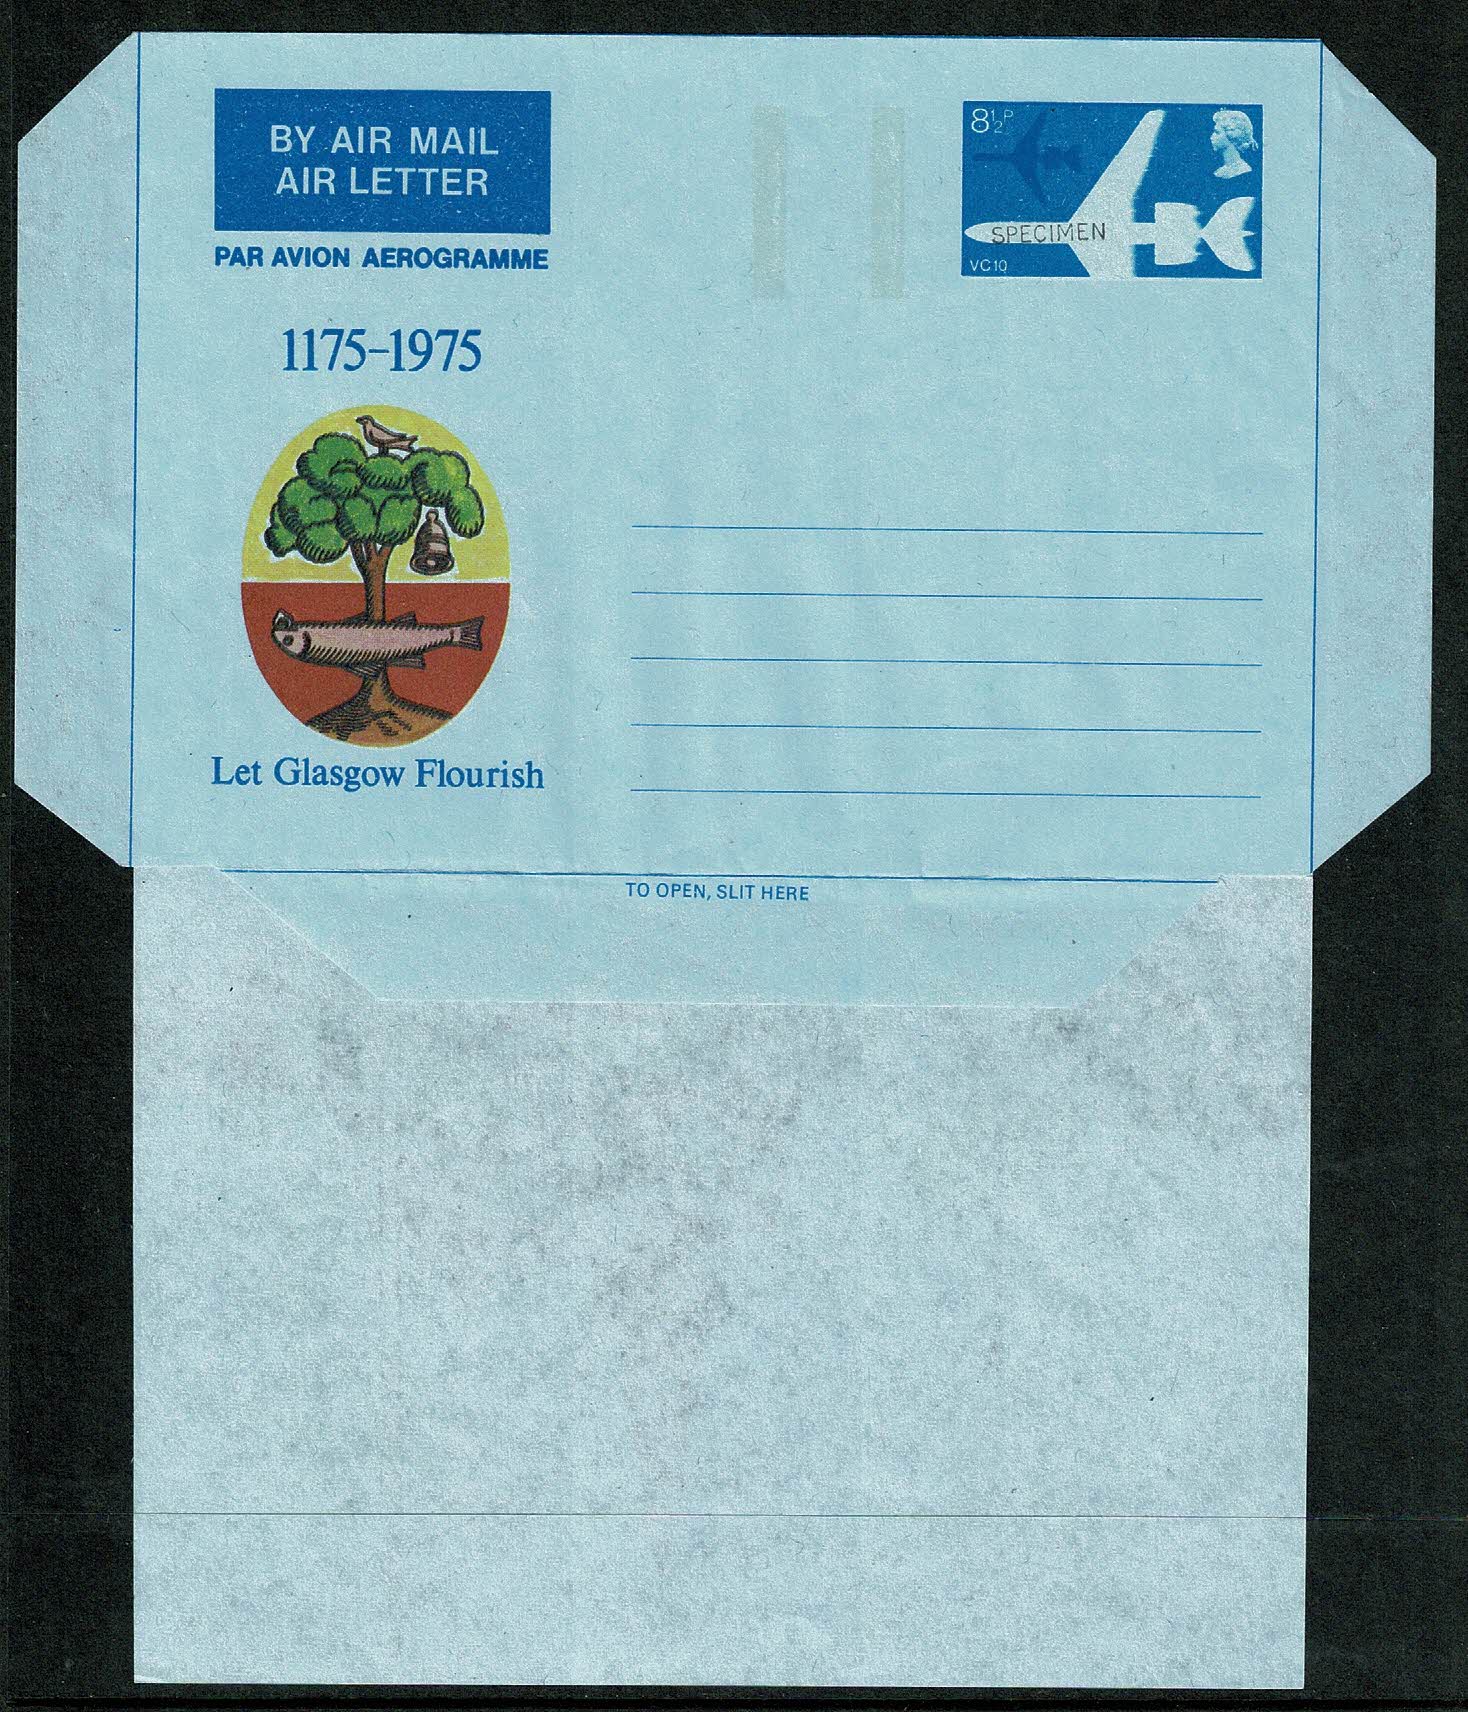 BY AIR MAIL
AIR LETTER
PAR AVION AEROGRAMME
8½P
SPECIMEN
VC10
1175–1975
Let Glasgow Flourish
TO OPEN, SLIT HERE